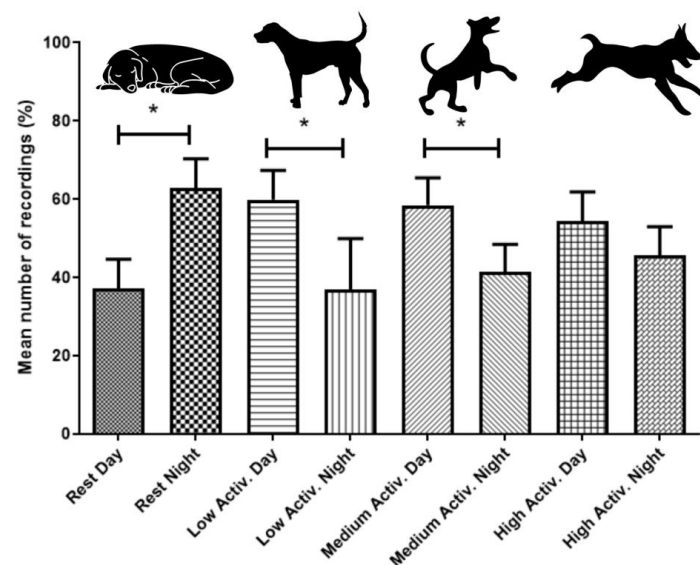 Mean number of recordings (%)
100
80
60
40
20
0
*
*
*
Rest Day
Rest Night
Low Activ. Day
Low Activ. Night
Medium Activ. Day
Medium Activ. Night
High Activ. Day
High Activ. Night